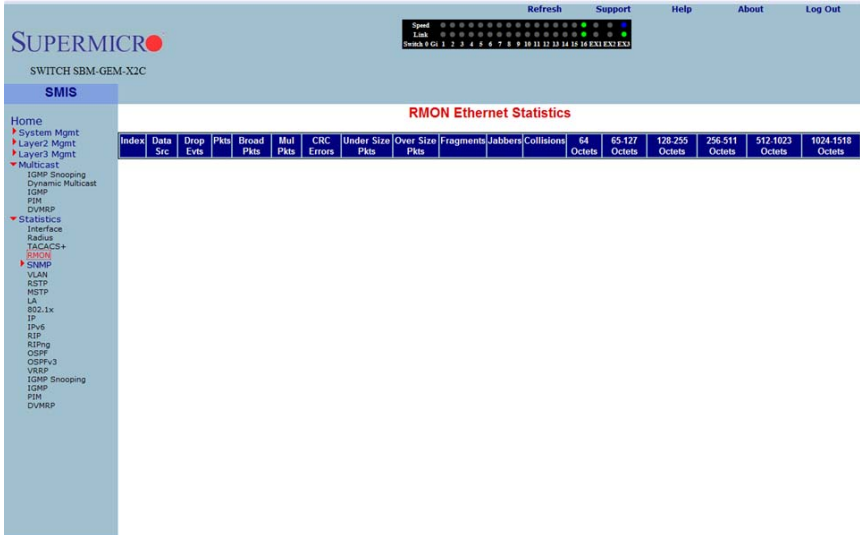 Refresh Support Help About Log Out
SUPERMICRO
SWITCH SBM-GEM-X2C
Speed
Link
Switch 0 Gi 1 2 3 4 5 6 7 8 9 10 11 12 13 14 15 16 EX1 EX2 EX3
SMIS
Home
System Mgmt
Layer2 Mgmt
Layer3 Mgmt
Multicast
IGMP Snooping
Dynamic Multicast
IGMP
PIM
DVMRP
Statistics
Interface
Radius
TACACS+
RMON
SNMP
VLAN
RSTP
MSTP
LA
802.1x
IP
IPv6
RIP
RIPng
OSPF
OSPFv3
VRRP
IGMP Snooping
IGMP
PIM
DVMRP
RMON Ethernet Statistics
Index Data Drop Pkts Broad Mul CRC Under Size Over Size Fragments Jabbers Collisions 64 65-127 128-255 256-511 512-1023 1024-1518
Src Evts Pkts Pkts Errors Pkts Pkts Octets Octets Octets Octets Octets Octets